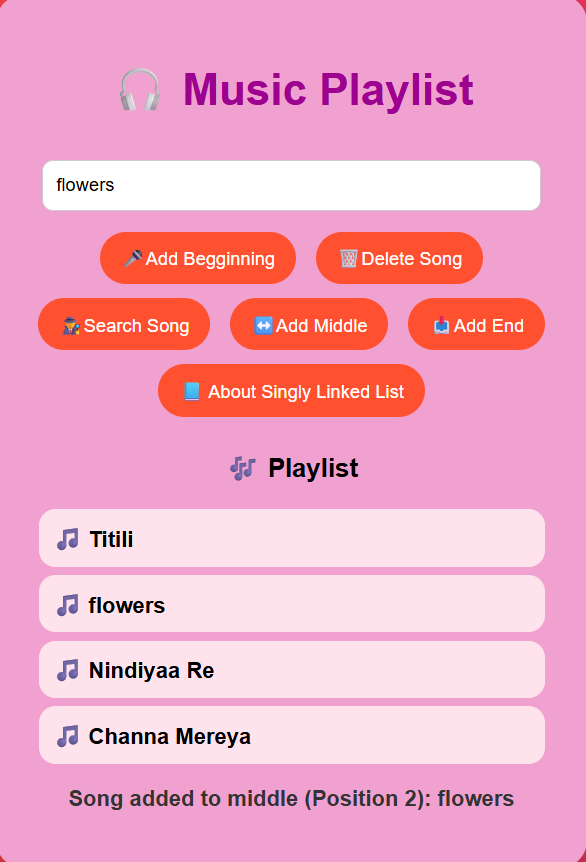 Music Playlist
flowers
Add Begginning
Delete Song
Search Song
Add Middle
Add End
About Singly Linked List
Playlist
Titili
flowers
Nindiyaa Re
Channa Mereya
Song added to middle (Position 2): flowers